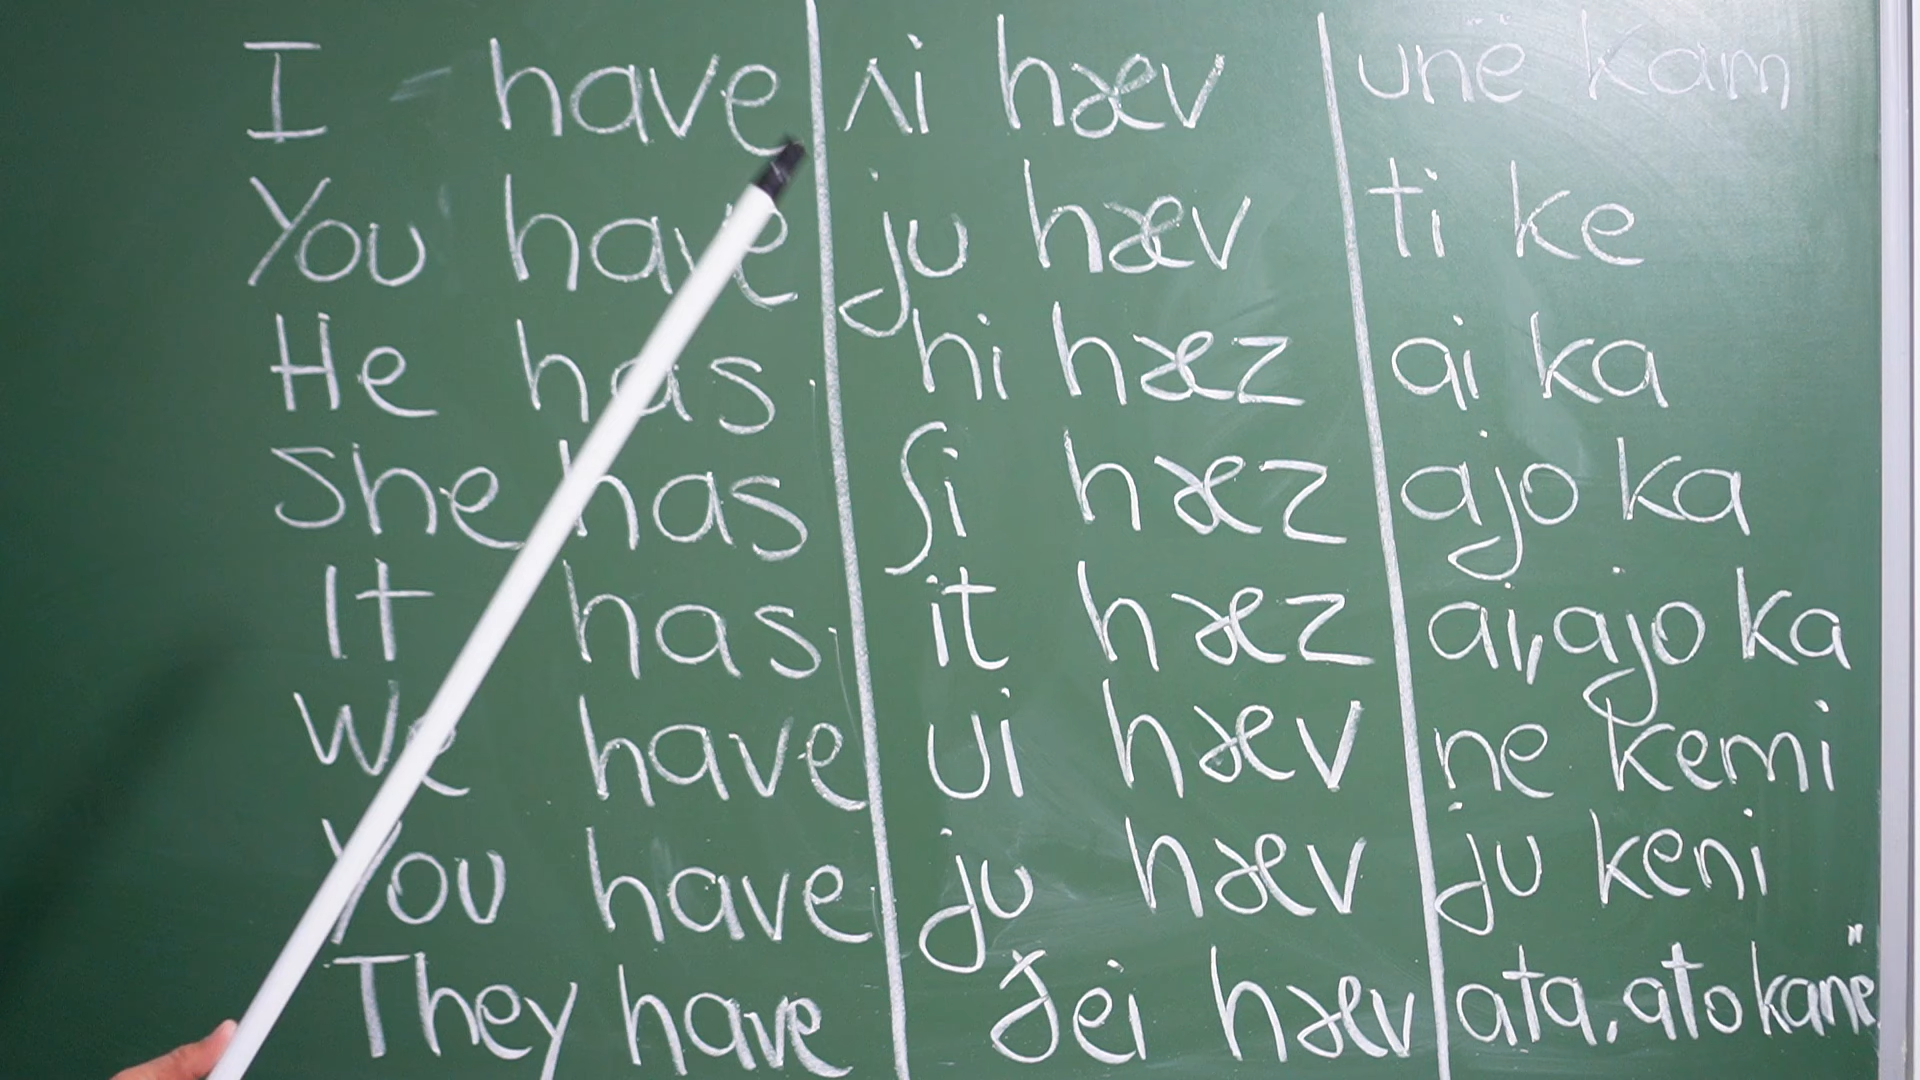 I have ʌi hæv unë kam
You have ju hæv ti ke
He has hi hæz ai ka
She has ʃi hæz ajo ka
It has it hæz ai, ajo ka
We have ui hæv ne kemi
You have ju hæv ju keni
They have ðei hæv ata, ato kanë